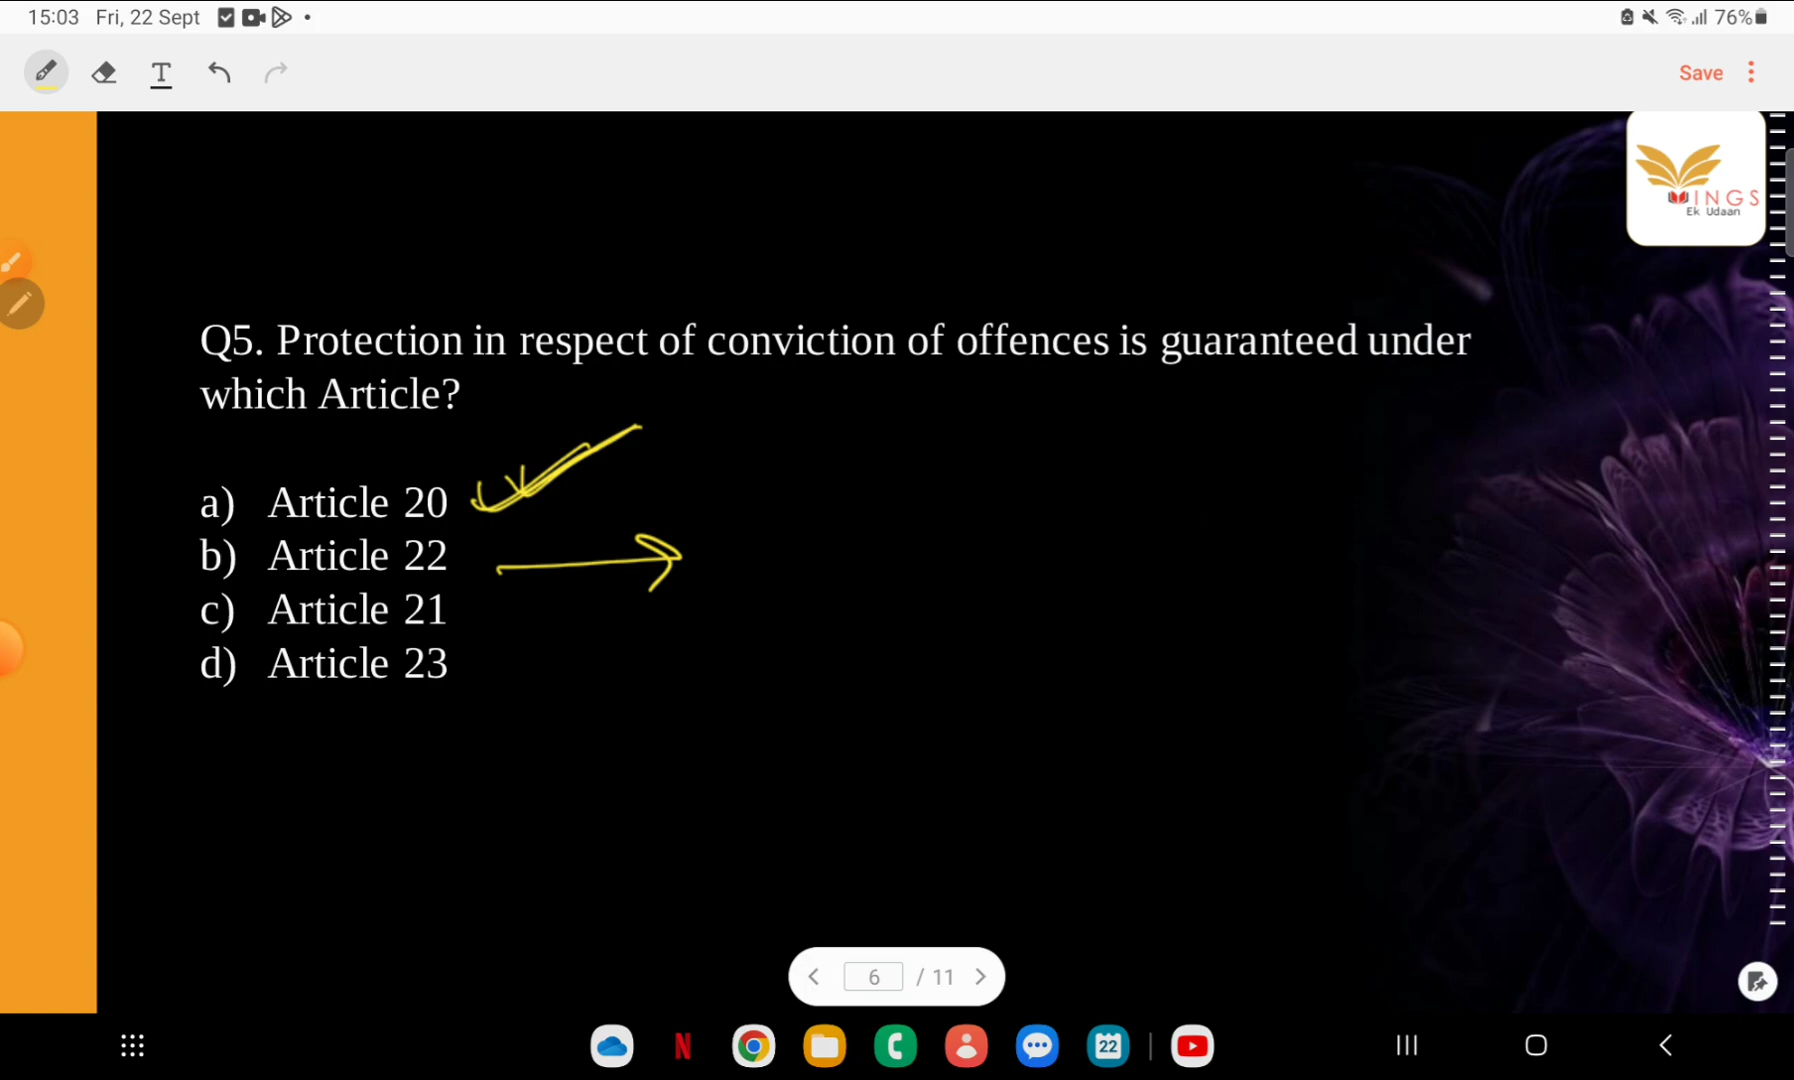 15:03 Fri, 22 Sept
76%
T
Save
WINGS
Ek Udaan
Q5. Protection in respect of conviction of offences is guaranteed under
which Article?
a) Article 20
b) Article 22
c) Article 21
d) Article 23
6 / 11
N
22